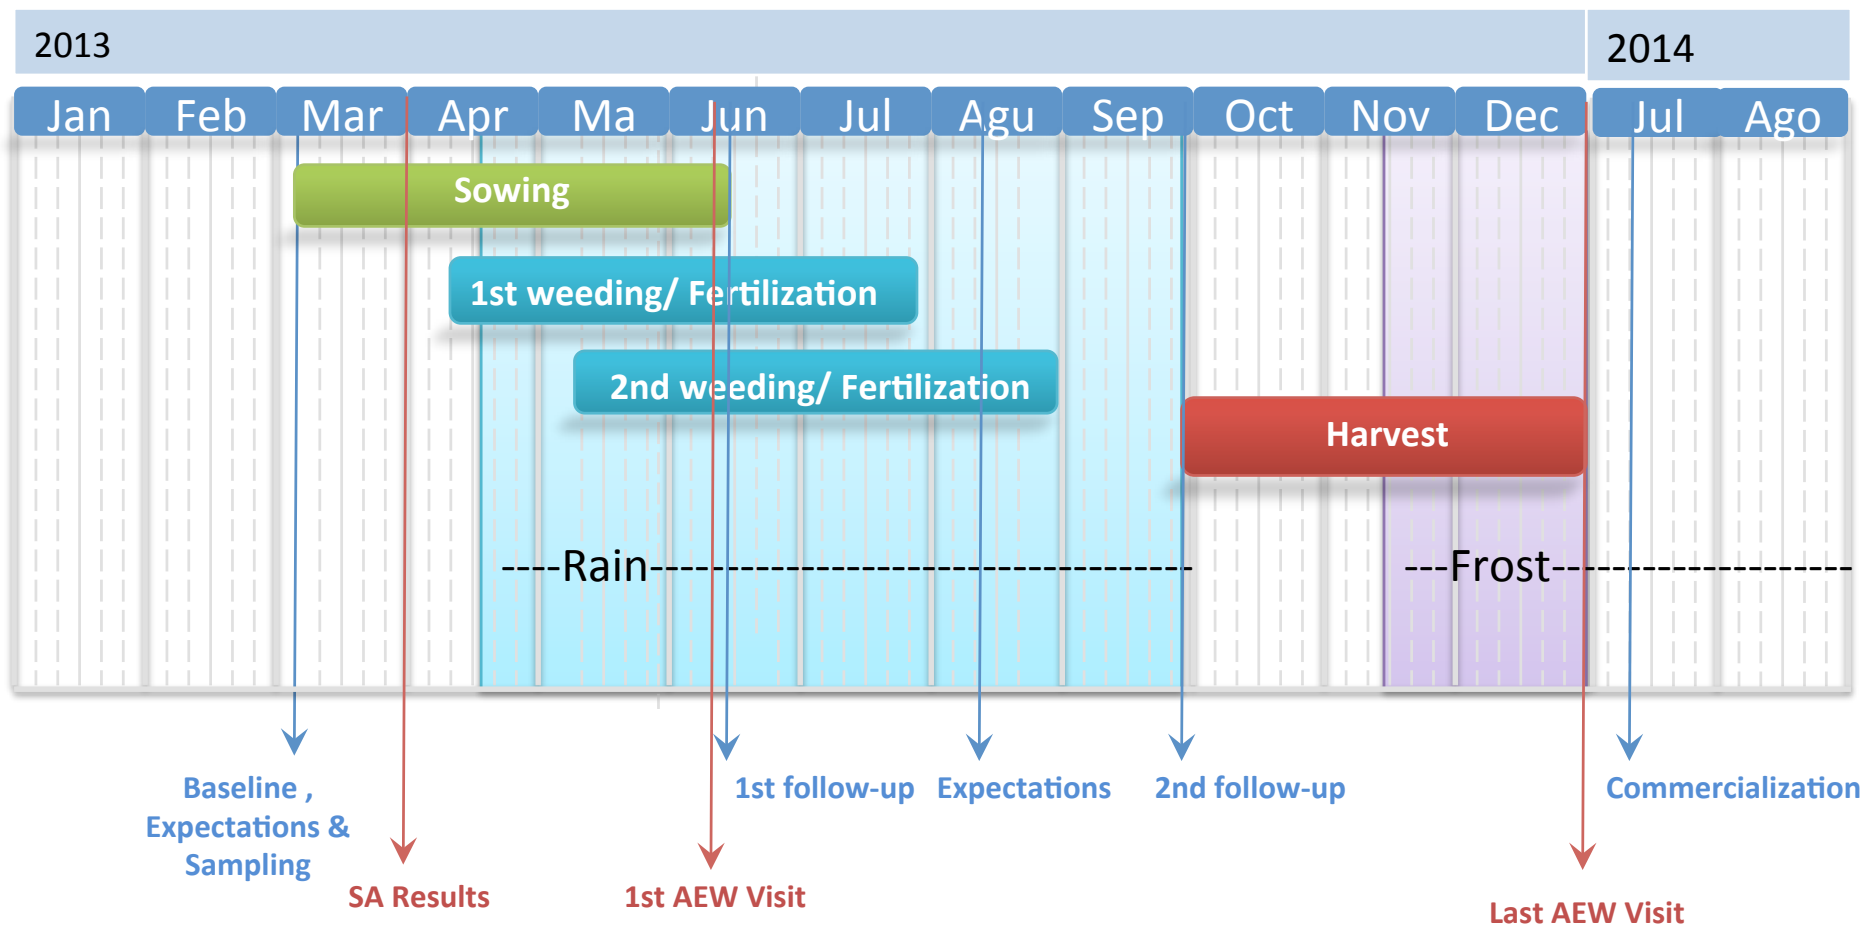 2013
2014
Jan Feb Mar Apr Ma Jun Jul Agu Sep Oct Nov Dec Jul Ago
Sowing
1st weeding/ Fertilization
2nd weeding/ Fertilization
Harvest
----Rain--------------------------------------
---Frost--------------------
Baseline ,
Expectations &
Sampling
1st follow-up
Expectations
2nd follow-up
Commercialization
SA Results
1st AEW Visit
Last AEW Visit